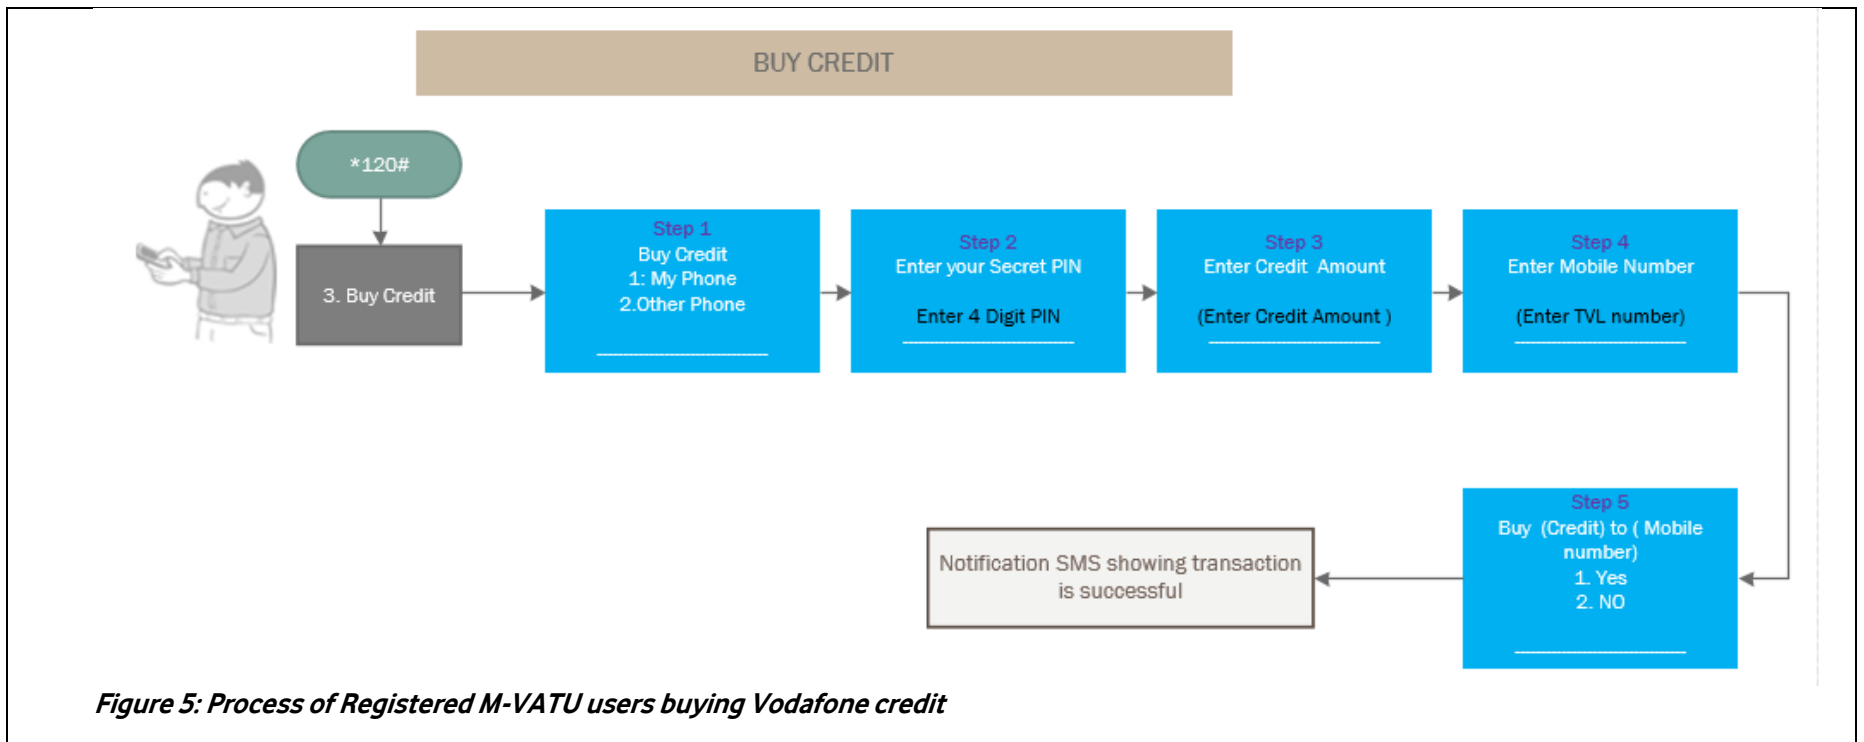 BUY CREDIT
*120#
3. Buy Credit
Step 1
Buy Credit
1: My Phone
2.Other Phone
Step 2
Enter your Secret PIN
Enter 4 Digit PIN
Step 3
Enter Credit Amount
(Enter Credit Amount )
Step 4
Enter Mobile Number
(Enter TVL number)
Step 5
Buy (Credit) to ( Mobile
number)
1. Yes
2. NO
Notification SMS showing transaction
is successful
Figure 5: Process of Registered M-VATU users buying Vodafone credit